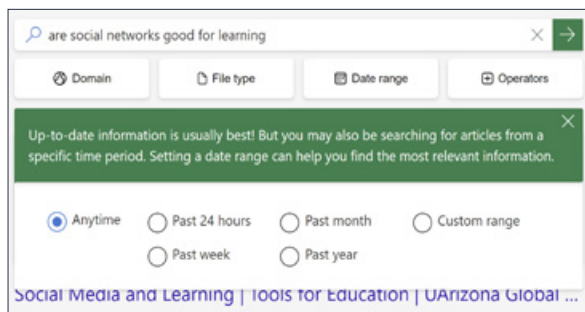 are social networks good for learning
Domain File type Date range Operators
Up-to-date information is usually best! But you may also be searching for articles from a
specific time period. Setting a date range can help you find the most relevant information.
Anytime Past 24 hours Past month Custom range
Past week Past year
Social Media and Learning | Tools for Education | UArizona Global ...